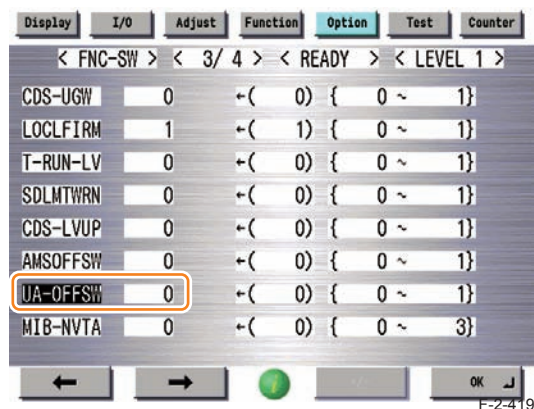 Display I/O Adjust Function Option Test Counter
< FNC-SW > < 3/ 4 > < READY > < LEVEL 1 >
CDS-UGW 0 ←( 0) { 0 ~ 1}
LOCLFIRM 1 ←( 1) { 0 ~ 1}
T-RUN-LV 0 ←( 0) { 0 ~ 1}
SDLMTWRN 0 ←( 0) { 0 ~ 1}
CDS-LVUP 0 ←( 0) { 0 ~ 1}
AMSOFFSW 0 ←( 0) { 0 ~ 1}
UA-OFFSW 0 ←( 0) { 0 ~ 1}
MIB-NVTA 0 ←( 0) { 0 ~ 3}
← → i +/- OK ┘
F-2-419